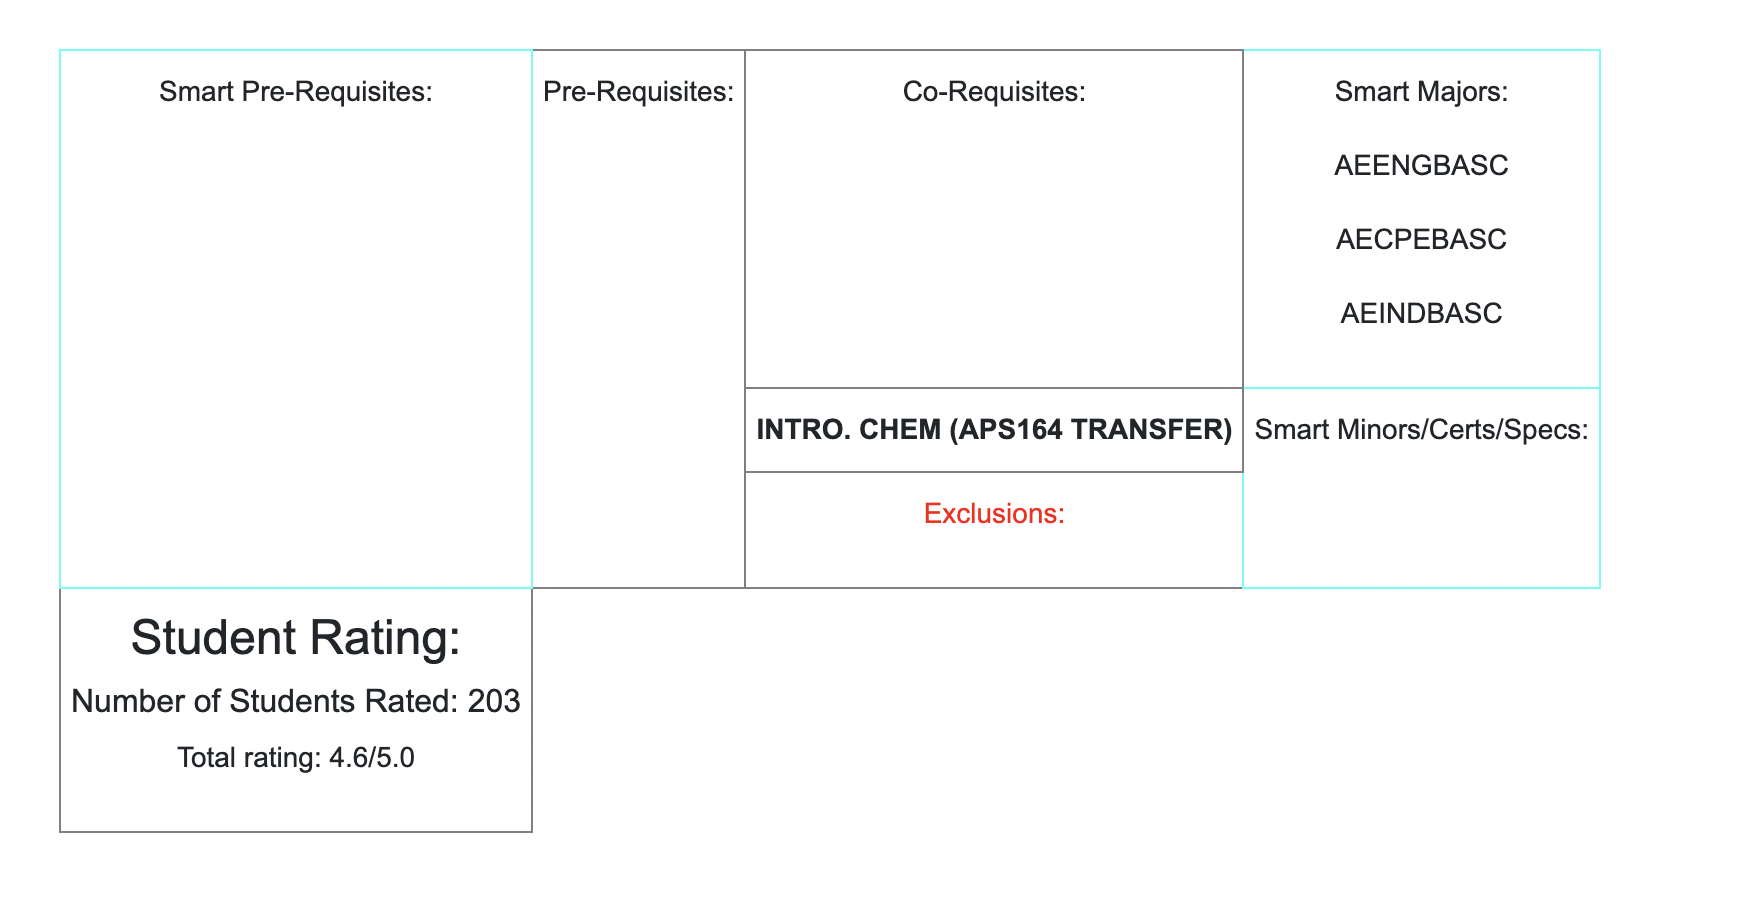 Smart Pre-Requisites:
Pre-Requisites:
Co-Requisites:
Smart Majors:
AEENGBASC
AECPEBASC
AEINDBASC
INTRO. CHEM (APS164 TRANSFER)
Smart Minors/Certs/Specs:
Exclusions:
Student Rating:
Number of Students Rated: 203
Total rating: 4.6/5.0